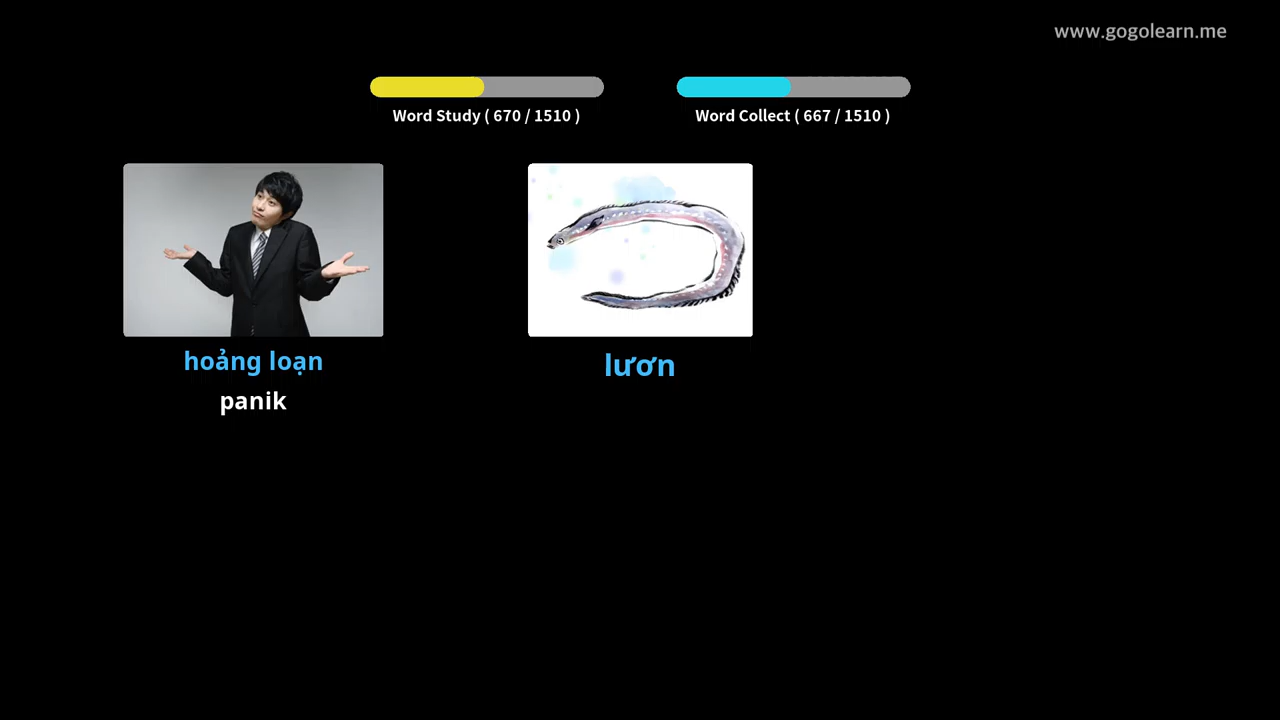 www.gogolearn.me
Word Study ( 670 / 1510 )
Word Collect ( 667 / 1510 )
hoảng loạn
panik
lươn